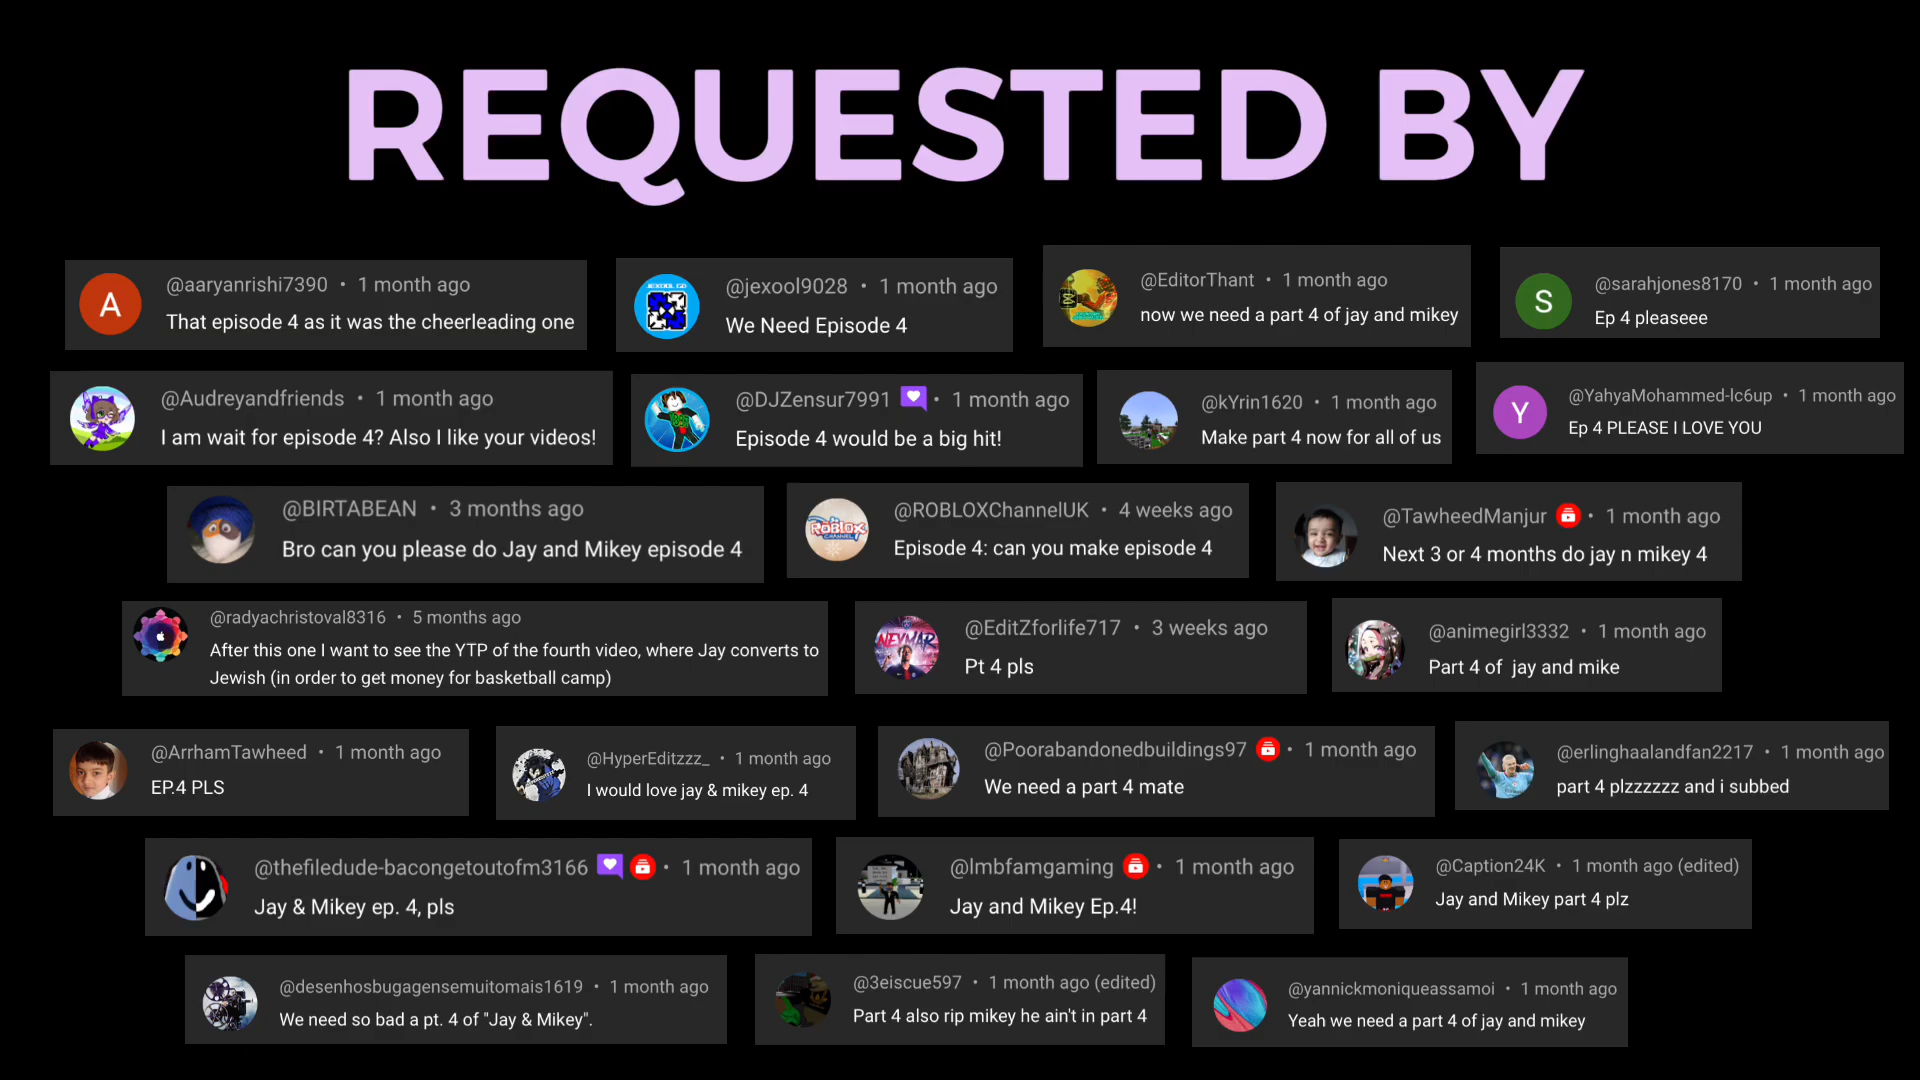 REQUESTED BY
@aaryanrishi7390 • 1 month ago
That episode 4 as it was the cheerleading one
@jexool9028 • 1 month ago
We Need Episode 4
@EditorThant • 1 month ago
now we need a part 4 of jay and mikey
@sarahjones8170 • 1 month ago
Ep 4 pleaseee
@Audreyandfriends • 1 month ago
I am wait for episode 4? Also I like your videos!
@DJZensur7991 • 1 month ago
Episode 4 would be a big hit!
@kYrin1620 • 1 month ago
Make part 4 now for all of us
@YahyaMohammed-lc6up • 1 month ago
Ep 4 PLEASE I LOVE YOU
@BIRTABEAN • 3 months ago
Bro can you please do Jay and Mikey episode 4
@ROBLOXChannelUK • 4 weeks ago
Episode 4: can you make episode 4
@TawheedManjur • 1 month ago
Next 3 or 4 months do jay n mikey 4
@radyachristoval8316 • 5 months ago
After this one I want to see the YTP of the fourth video, where Jay converts to
Jewish (in order to get money for basketball camp)
@EditZforlife717 • 3 weeks ago
Pt 4 pls
@animegirl3332 • 1 month ago
Part 4 of jay and mike
@ArrhamTawheed • 1 month ago
EP.4 PLS
@HyperEditzzz_ • 1 month ago
I would love jay & mikey ep. 4
@Poorabandonedbuildings97 • 1 month ago
We need a part 4 mate
@erlinghaalandfan2217 • 1 month ago
part 4 plzzzzzz and i subbed
@thefiledude-bacongetoutofm3166 • 1 month ago
Jay & Mikey ep. 4, pls
@lmbfamgaming • 1 month ago
Jay and Mikey Ep.4!
@Caption24K • 1 month ago (edited)
Jay and Mikey part 4 plz
@desenhosbugagensemuitomais1619 • 1 month ago
We need so bad a pt. 4 of "Jay & Mikey".
@3eiscue597 • 1 month ago (edited)
Part 4 also rip mikey he ain't in part 4
@yannickmoniqueassamoi • 1 month ago
Yeah we need a part 4 of jay and mikey
A
JEXOOL GD
S
Y
ROBLOX
CHANNEL
NEYMAR